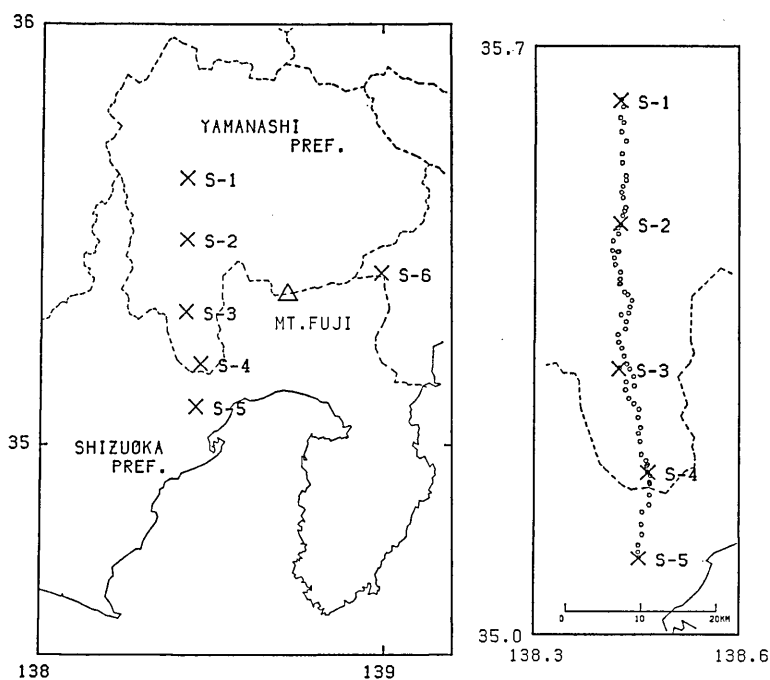 36
YAMANASHI
PREF.
S-1
S-2
S-6
S-3
MT.FUJI
S-4
S-5
35
SHIZUOKA
PREF.
138
139
35.7
S-1
S-2
S-3
S-4
S-5
0 10 20KM
35.0
138.3
138.6